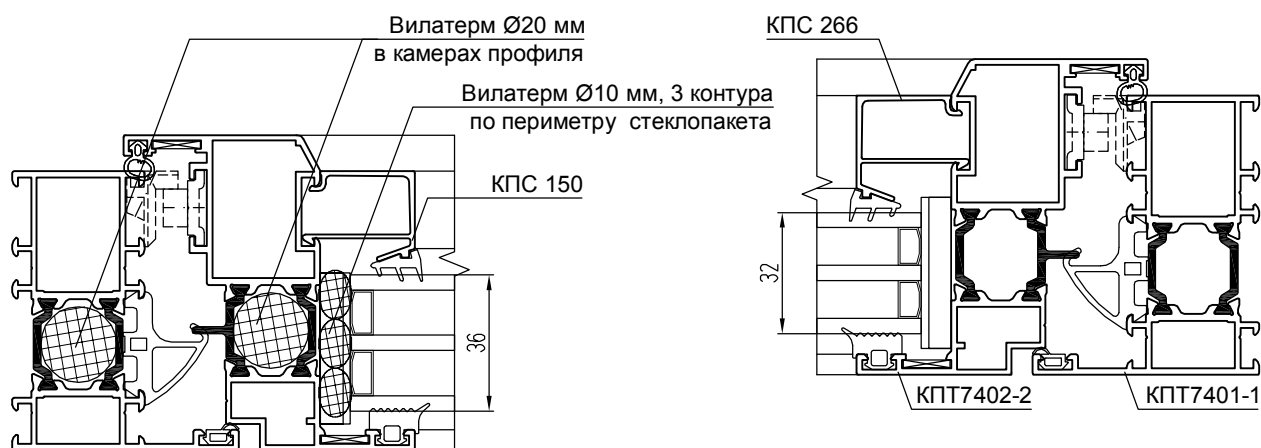 Вилатерм Ø20 мм
в камерах профиля
Вилатерм Ø10 мм, 3 контура
по периметру стеклопакета
КПС 150
36
КПС 266
32
КПТ7402-2
КПТ7401-1